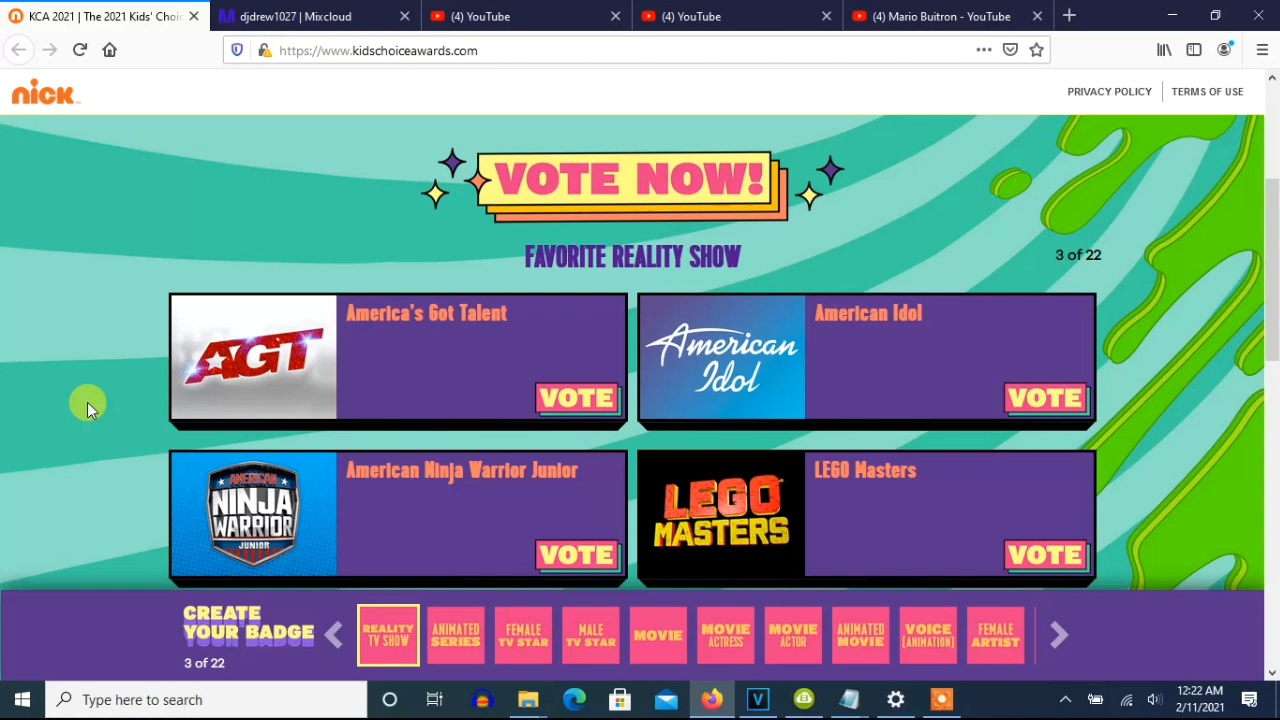 KCA 2021 | The 2021 Kids' Choi
djdrew1027 | Mixcloud
(4) YouTube
(4) YouTube
(4) Mario Buitron - YouTube
https://www.kidschoiceawards.com
nick
PRIVACY POLICY
TERMS OF USE
VOTE NOW!
FAVORITE REALITY SHOW
3 of 22
AGT
America's Got Talent
VOTE
American
Idol
American Idol
VOTE
AMERICAN
NINJA
WARRIOR
JUNIOR
American Ninja Warrior Junior
VOTE
LEGO
MASTERS
LEGO Masters
VOTE
CREATE
YOUR BADGE
3 of 22
REALITY
TV SHOW
ANIMATED
SERIES
FEMALE
TV STAR
MALE
TV STAR
MOVIE
MOVIE
ACTRESS
MOVIE
ACTOR
ANIMATED
MOVIE
VOICE
(ANIMATION)
FEMALE
ARTIST
Type here to search
V
12:22 AM
2/11/2021